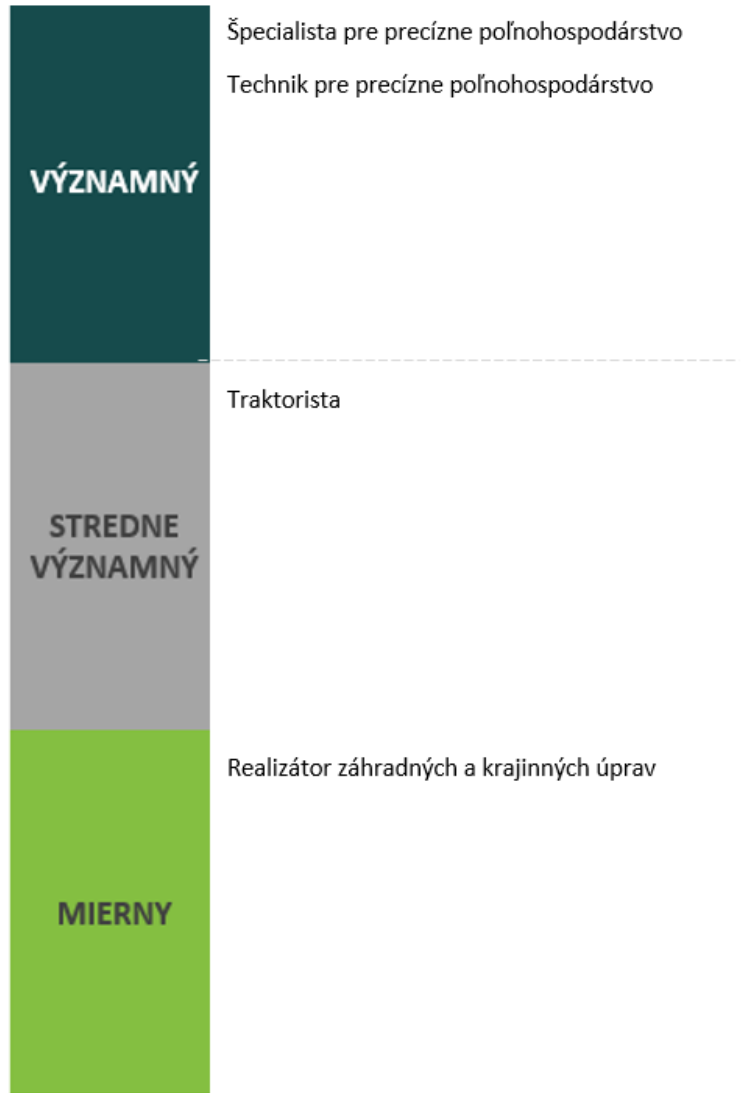 VÝZNAMNÝ
Špecialista pre precízne poľnohospodárstvo
Technik pre precízne poľnohospodárstvo
STREDNE
VÝZNAMNÝ
Traktorista
MIERNY
Realizátor záhradných a krajinných úprav